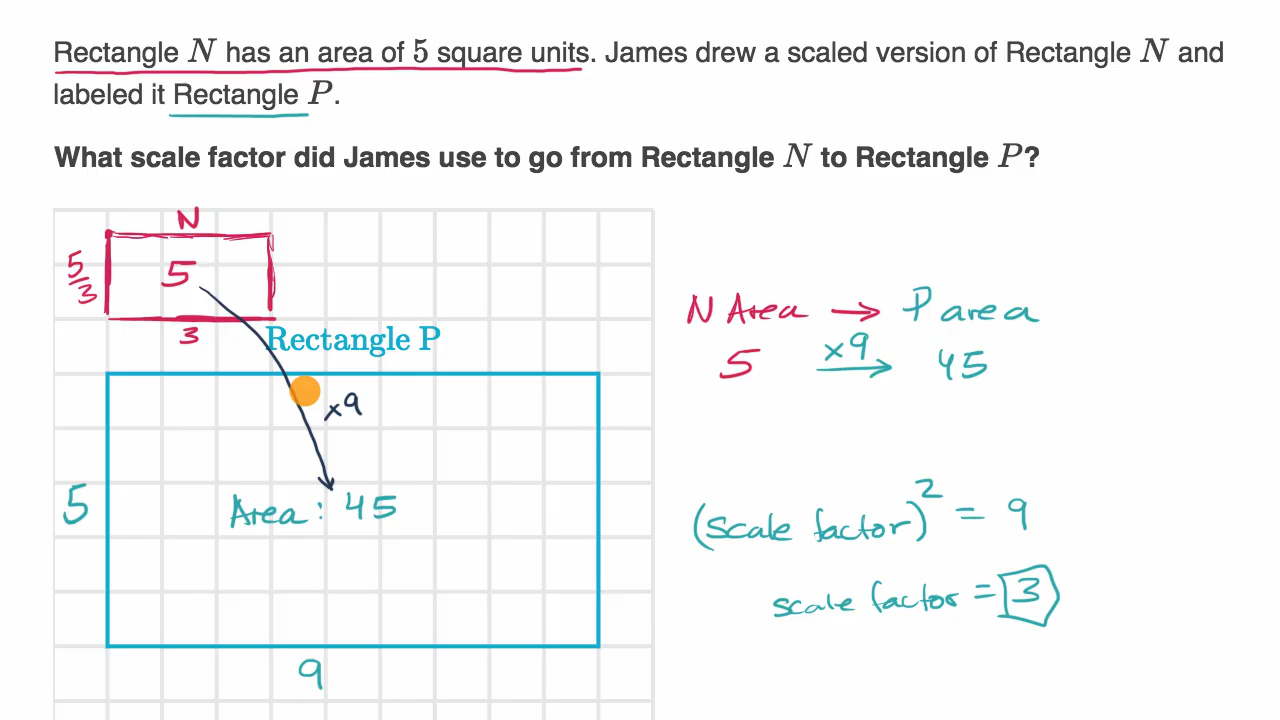 Rectangle N has an area of 5 square units. James drew a scaled version of Rectangle N and
labeled it Rectangle P.
What scale factor did James use to go from Rectangle N to Rectangle P?
N
5/3
5
3
Rectangle P
×9
5
Area: 45
9
N Area → P area
5 ×9 → 45
(scale factor)² = 9
scale factor = 3